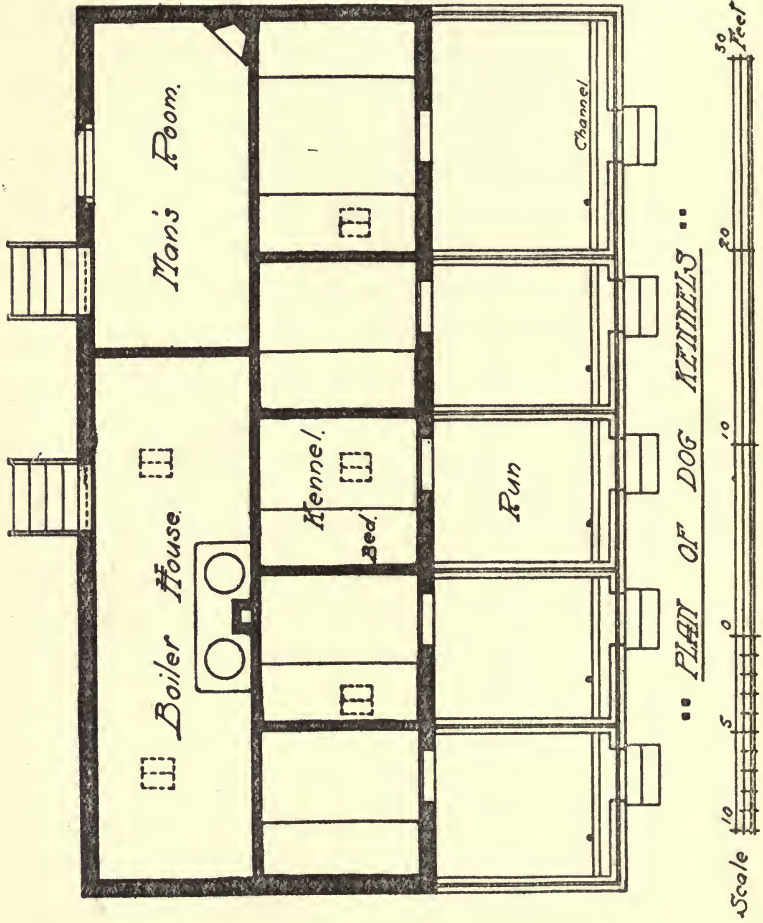 Boiler House.
Man's Room.
Bed.
Kennel.
Run
Channel
" PLAN OF DOG KENNELS "
Scale 10 5 0 10 20 30 Feet